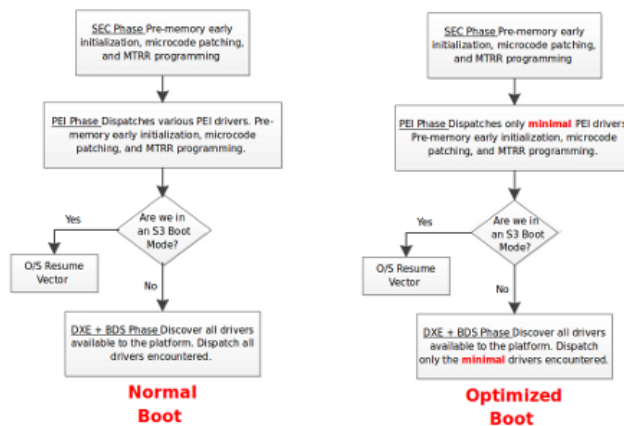 SEC Phase Pre-memory early
initialization, microcode patching,
and MTRR programming
PEI Phase Dispatches various PEI drivers. Pre-
memory early initialization, microcode
patching, and MTRR programming.
Are we in
an S3 Boot
Mode?
Yes
O/S Resume
Vector
No
DXE + BDS Phase Discover all drivers
available to the platform. Dispatch all
drivers encountered.
Normal
Boot
SEC Phase Pre-memory early
initialization, microcode patching,
and MTRR programming
PEI Phase Dispatches only minimal PEI drivers
Pre-memory early initialization, microcode
patching, and MTRR programming.
Are we in
an S3 Boot
Mode?
Yes
O/S Resume
Vector
No
DXE + BDS Phase Discover all drivers
available to the platform. Dispatch
only the minimal drivers encountered.
Optimized
Boot